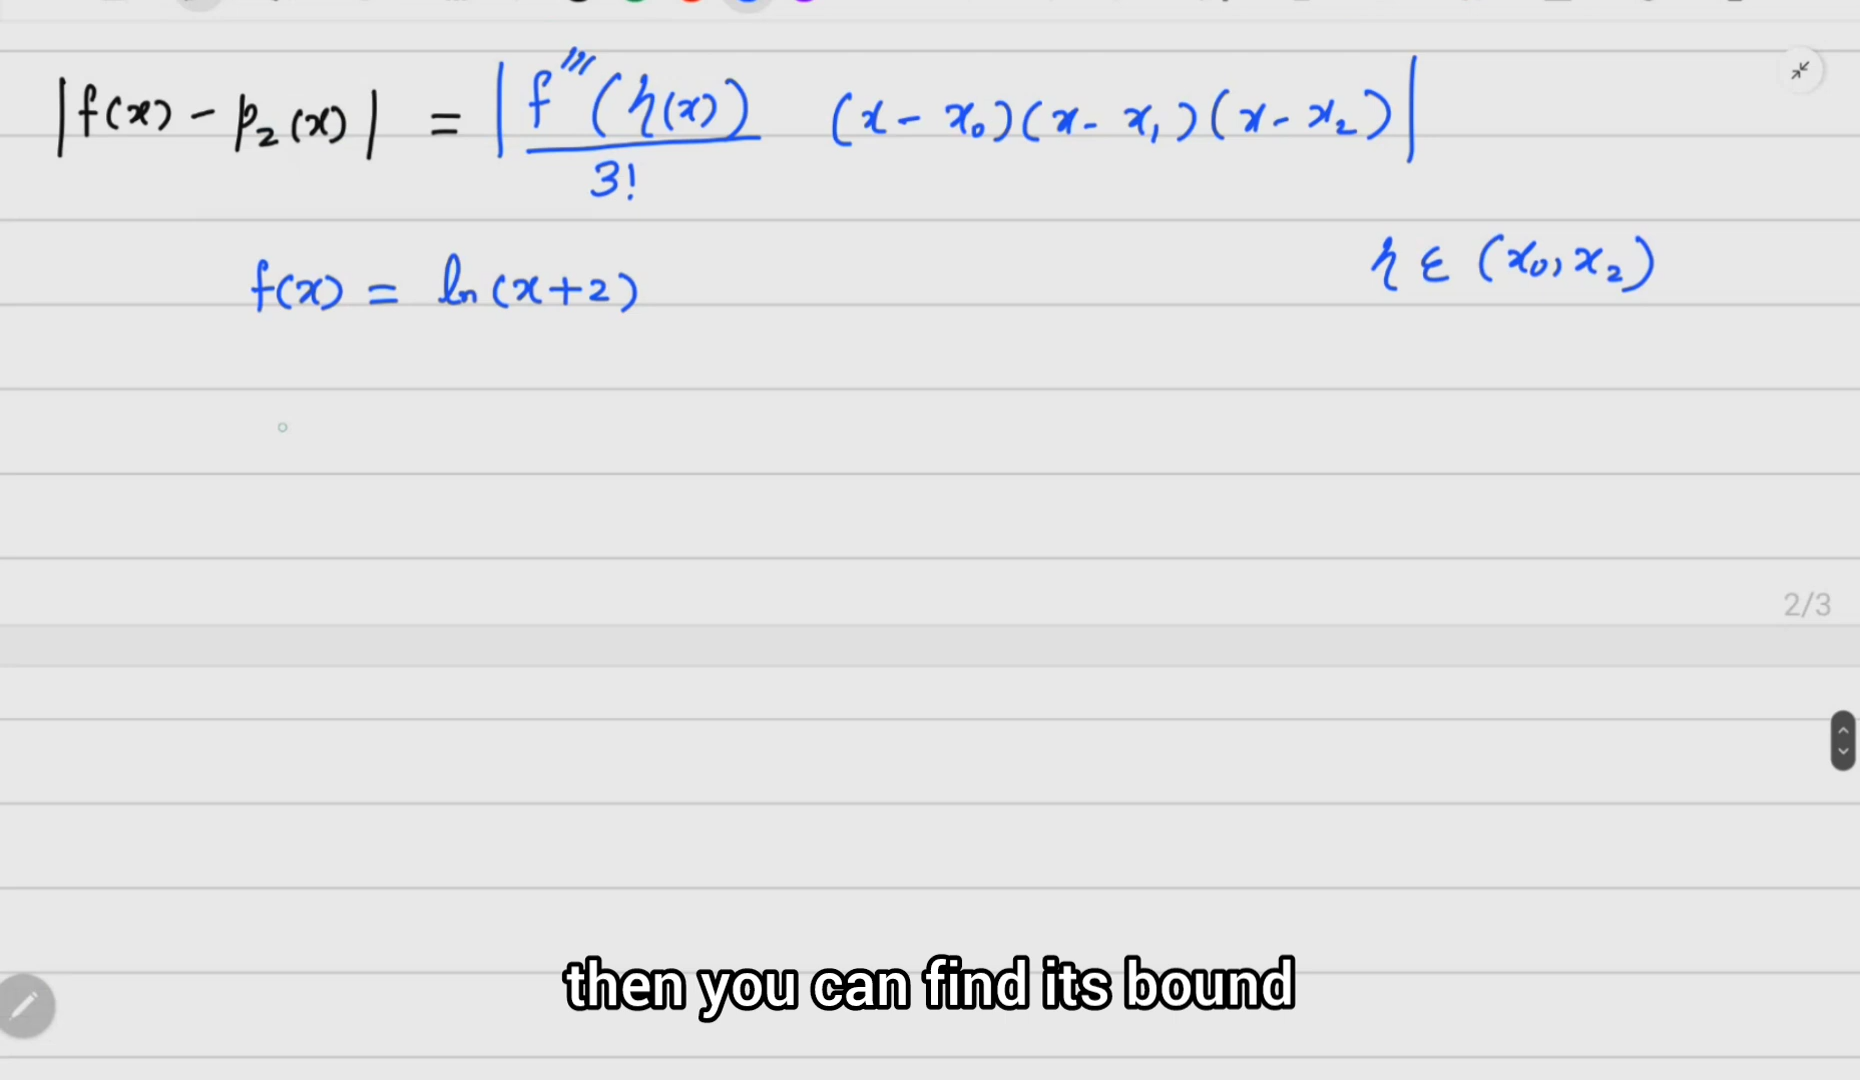 |f(x) - p₂(x)| = | f'''(η(x)) / 3! (x - x₀)(x - x₁)(x - x₂)|
η ε (x₀, x₂)
f(x) = ln(x+2)
2/3
then you can find its bound